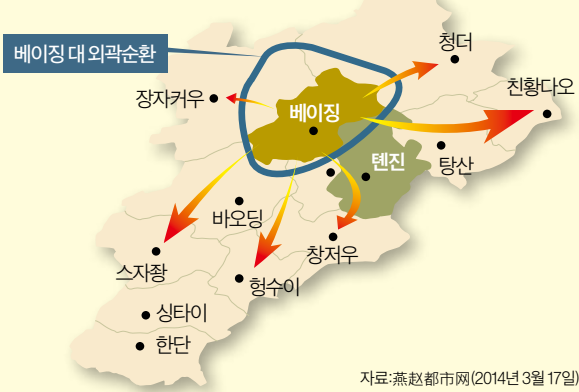 베이징 대 외곽순환
청더
장자커우
친황다오
베이징
톈진
탕산
바오딩
창저우
스자좡
헝수이
싱타이
한단
자료:燕赵都市网(2014년 3월 17일)